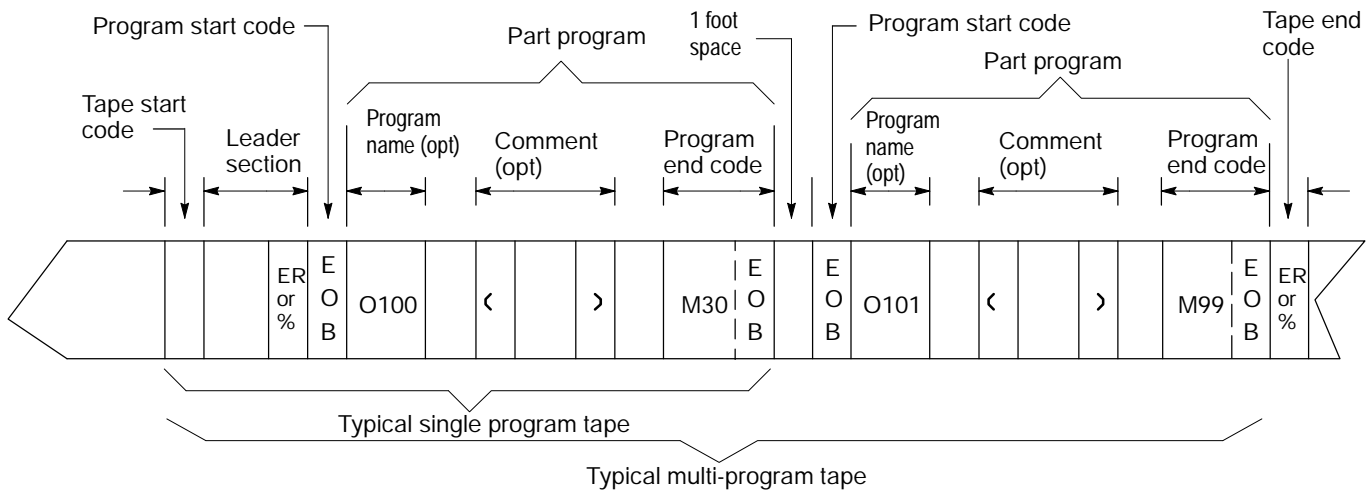 Program start code
Part program
1 foot
space
Program start code
Part program
Tape end
code
Tape start
code
Leader
section
Program
name (opt)
Comment
(opt)
Program
end code
Program
name
(opt)
Comment
(opt)
Program
end code
ER
or
%
E
O
B
O100
(
)
M30
E
O
B
E
O
B
O101
(
)
M99
E
O
B
ER
or
%
Typical single program tape
Typical multi-program tape